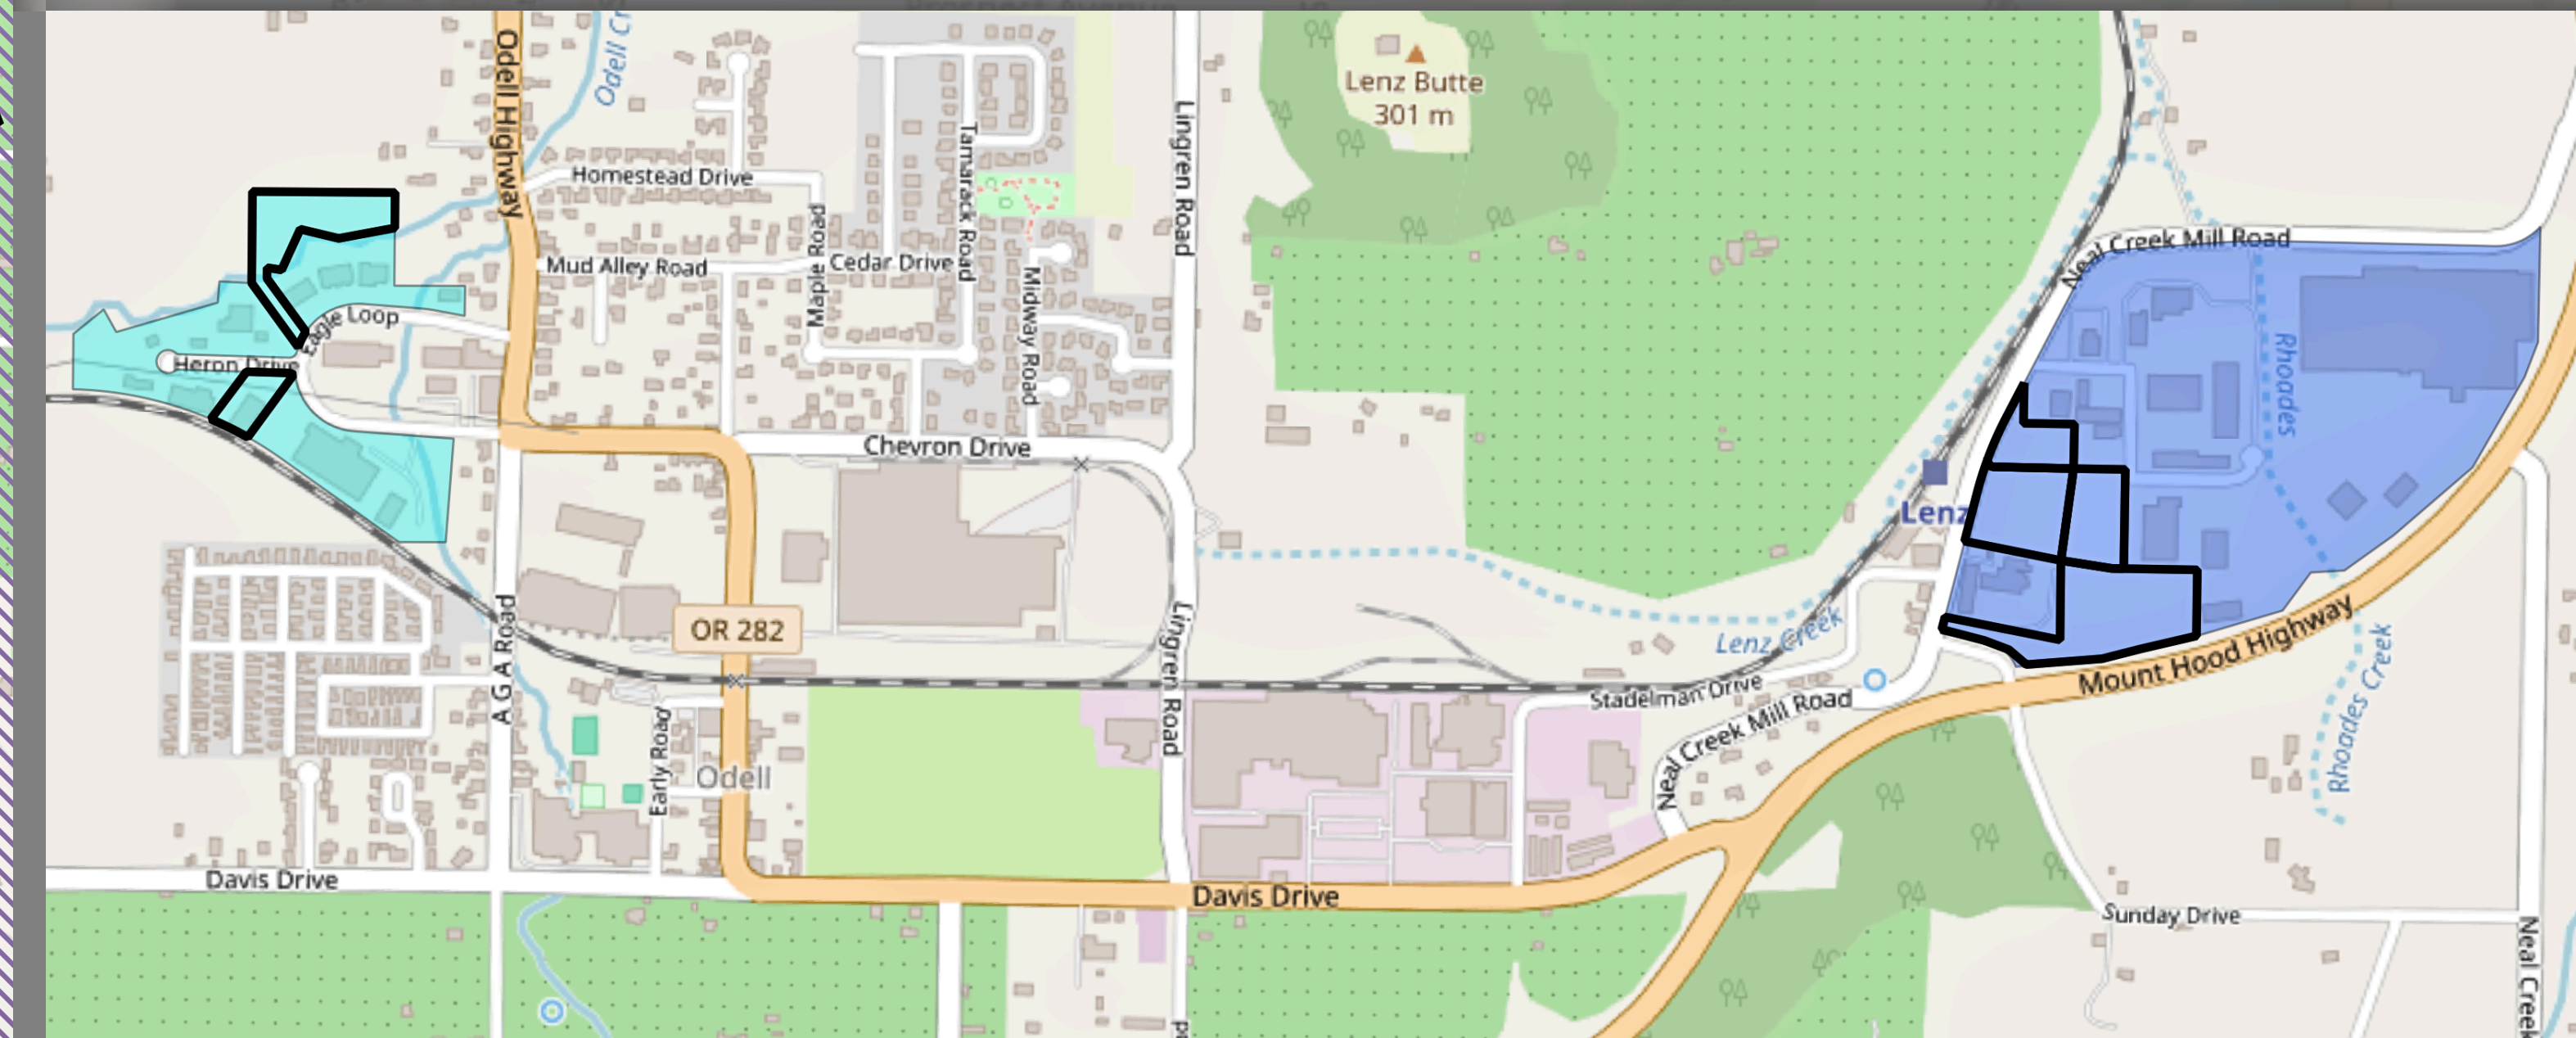 Odell Highway
Odell Cr
Lenz Butte
301 m
Lingren Road
Homestead Drive
Tamarack Road
Maple Road
Mud Alley Road
Cedar Drive
Midway Road
Neal Creek Mill Road
Eagle Loop
Heron Drive
Rhoades
Chevron Drive
Lenz
A G A Road
OR 282
Lingren Road
Lenz Creek
Mount Hood Highway
Stadelman Drive
Neal Creek Mill Road
Rhoades Creek
Early Road
Odell
Davis Drive
Davis Drive
Sunday Drive
Neal Creek